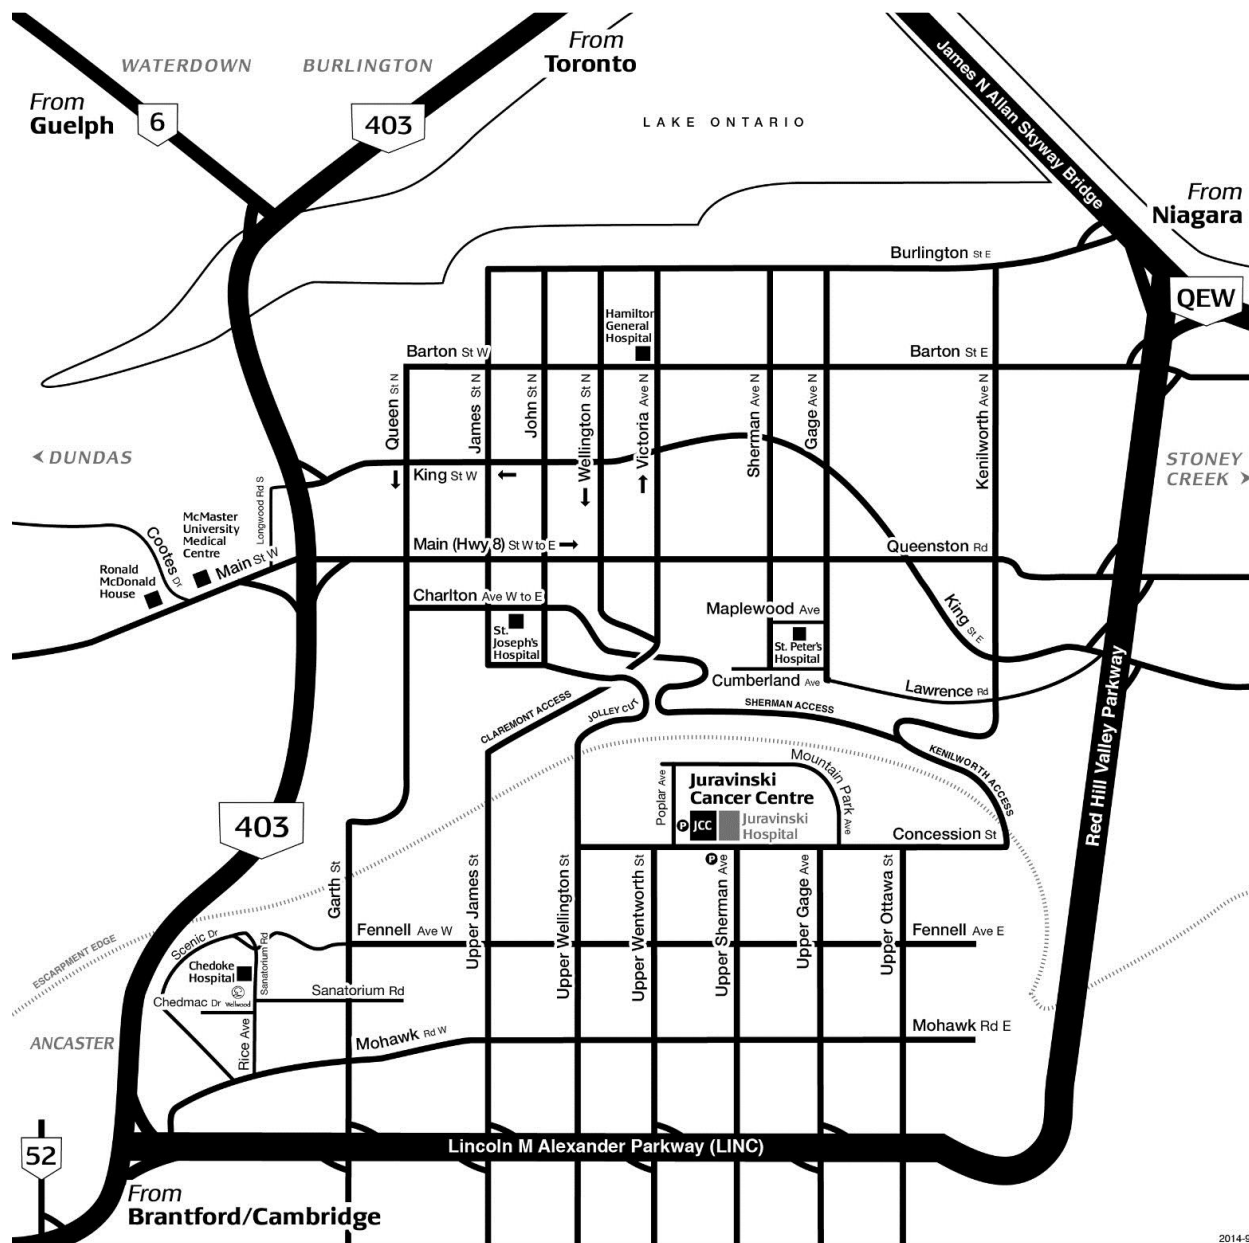 From
Toronto
WATERDOWN
BURLINGTON
From
Guelph
6
403
LAKE ONTARIO
James N Allan Skyway Bridge
From
Niagara
Burlington St E
QEW
Hamilton
General
Hospital
Barton St W
Barton St E
Queen St N
James St N
John St N
Wellington St N
Victoria Ave N
Sherman Ave N
Gage Ave N
Kenilworth Ave N
DUNDAS
STONEY
CREEK
King St W
Longwood Rd S
McMaster
University
Medical
Centre
Cootes Dr
Main St W
Main (Hwy 8) St W to E
Queenston Rd
Ronald
McDonald
House
Charlton Ave W to E
Maplewood Ave
King St E
St.
Joseph's
Hospital
St. Peter's
Hospital
Cumberland Ave
Lawrence Rd
CLAREMONT ACCESS
JOLLEY CUT
SHERMAN ACCESS
KENILWORTH ACCESS
Red Hill Valley Parkway
Mountain Park Ave
Poplar Ave
Juravinski
Cancer Centre
P
JCC
Juravinski
Hospital
403
Concession St
P
Garth St
Upper James St
Upper Wellington St
Upper Wentworth St
Upper Sherman Ave
Upper Gage Ave
Upper Ottawa St
Fennell Ave W
Fennell Ave E
ESCARPMENT EDGE
Scenic Dr
Sanatorium Rd
Chedoke
Hospital
Sanatorium Rd
Chedmac Dr
Wellwood
Rice Ave
ANCASTER
Mohawk Rd W
Mohawk Rd E
52
Lincoln M Alexander Parkway (LINC)
From
Brantford/Cambridge
2014-9